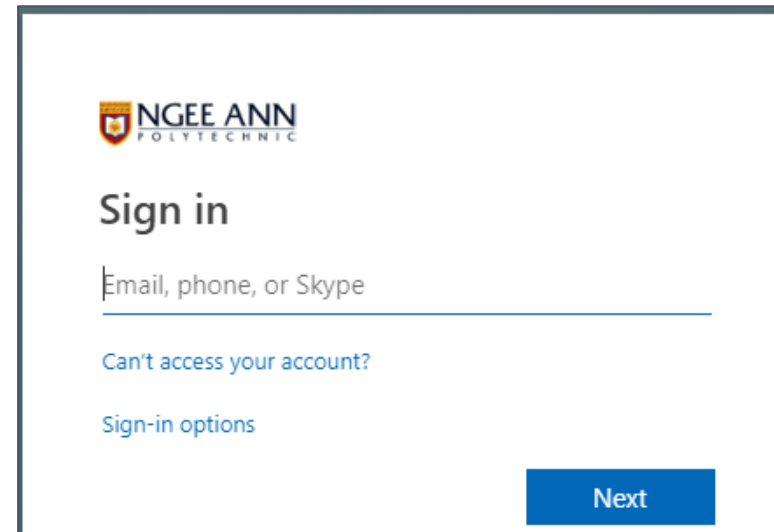 NGEE ANN
POLYTECHNIC
Sign in
Email, phone, or Skype
Can't access your account?
Sign-in options
Next